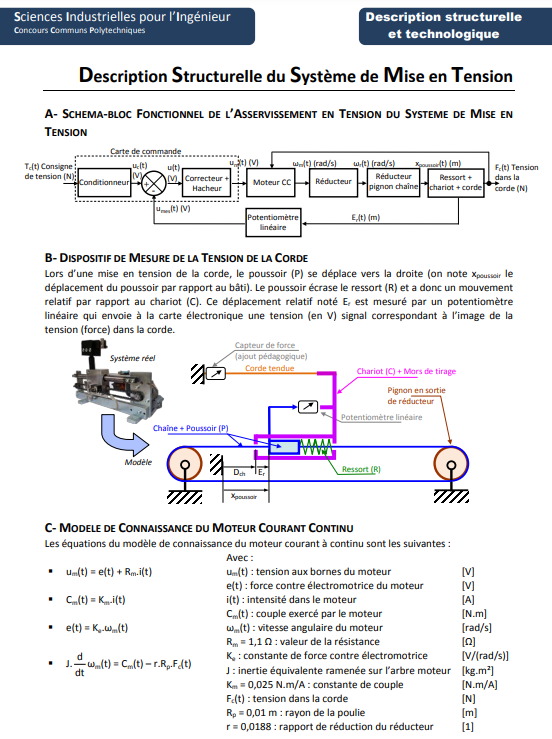 Sciences Industrielles pour l'Ingénieur
Concours Communs Polytechniques
Description structurelle
et technologique
Description Structurelle du Système de Mise en Tension
A- SCHEMA-BLOC FONCTIONNEL DE L'ASSERVISSEMENT EN TENSION DU SYSTEME DE MISE EN
TENSION
Carte de commande
Tc(t) Consigne
de tension (N)
Conditionneur
uc(t)
(V)
+
-
u(t)
(V)
Correcteur +
Hacheur
um(t) (V)
Moteur CC
ωm(t) (rad/s)
Réducteur
ωr(t) (rad/s)
Réducteur
pignon chaîne
xpoussoir(t) (m)
Ressort +
chariot + corde
Fc(t) Tension
dans la
corde (N)
umes(t) (V)
Potentiomètre
linéaire
Er(t) (m)
B- DISPOSITIF DE MESURE DE LA TENSION DE LA CORDE
Lors d'une mise en tension de la corde, le poussoir (P) se déplace vers la droite (on note xpoussoir le
déplacement du poussoir par rapport au bâti). Le poussoir écrase le ressort (R) et a donc un mouvement
relatif par rapport au chariot (C). Ce déplacement relatif noté Er est mesuré par un potentiomètre
linéaire qui envoie à la carte électronique une tension (en V) signal correspondant à l'image de la
tension (force) dans la corde.
Système réel
Capteur de force
(ajout pédagogique)
Corde tendue
Chariot (C) + Mors de tirage
Pignon en sortie
de réducteur
Potentiomètre linéaire
Chaîne + Poussoir (P)
Modèle
Dch
Er
Ressort (R)
xpoussoir
C- MODELE DE CONNAISSANCE DU MOTEUR COURANT CONTINU
Les équations du modèle de connaissance du moteur courant à continu sont les suivantes :
Avec :
▪ um(t) = e(t) + Rm.i(t)
um(t) : tension aux bornes du moteur [V]
e(t) : force contre électromotrice du moteur [V]
▪ Cm(t) = Km.i(t)
i(t) : intensité dans le moteur [A]
Cm(t) : couple exercé par le moteur [N.m]
▪ e(t) = Ke.ωm(t)
ωm(t) : vitesse angulaire du moteur [rad/s]
Rm = 1,1 Ω : valeur de la résistance [Ω]
Ke : constante de force contre électromotrice [V/(rad/s)]
▪ J. d/dt ωm(t) = Cm(t) – r.Rp.Fc(t)
J : inertie équivalente ramenée sur l'arbre moteur [kg.m²]
Km = 0,025 N.m/A : constante de couple [N.m/A]
Fc(t) : tension dans la corde [N]
Rp = 0,01 m : rayon de la poulie [m]
r = 0,0188 : rapport de réduction du réducteur [1]